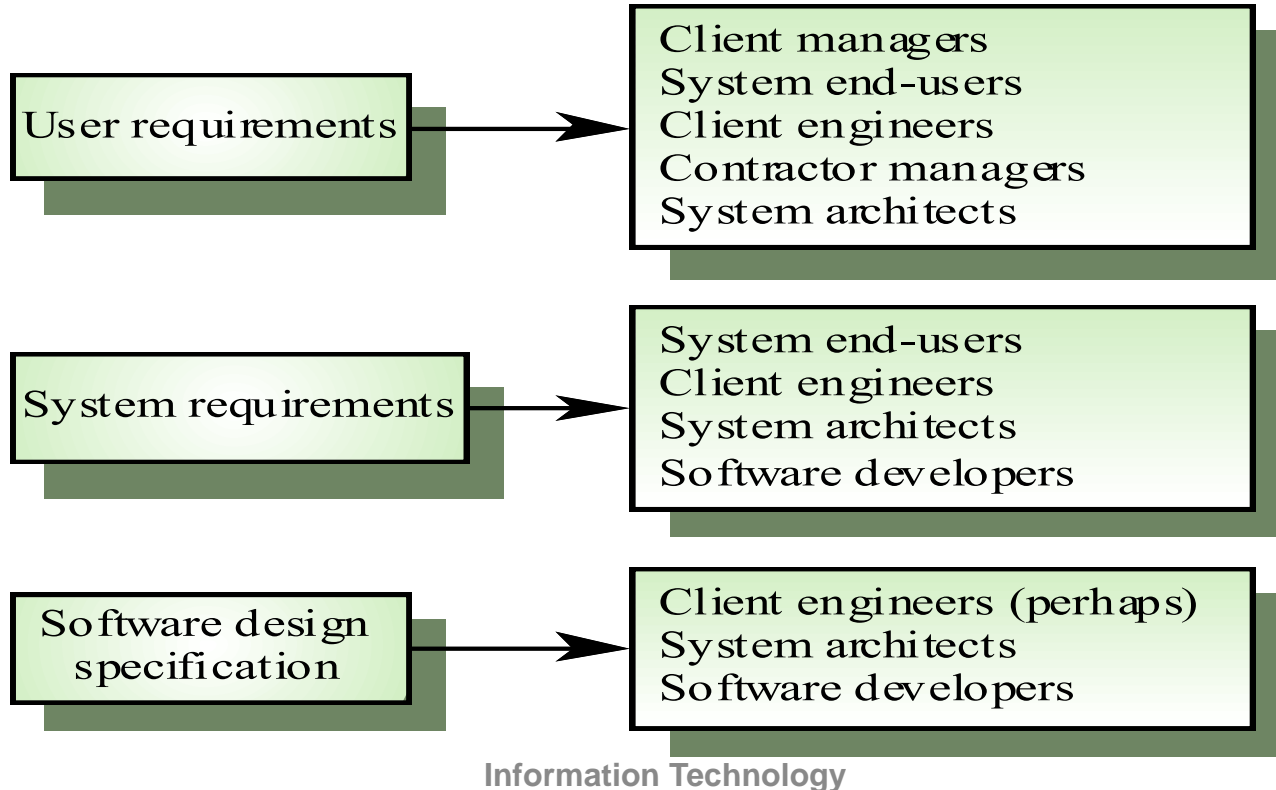 User requirements
Client managers
System end-users
Client engineers
Contractor managers
System architects
System requirements
System end-users
Client engineers
System architects
Software developers
Software design
specification
Client engineers (perhaps)
System architects
Software developers
Information Technology